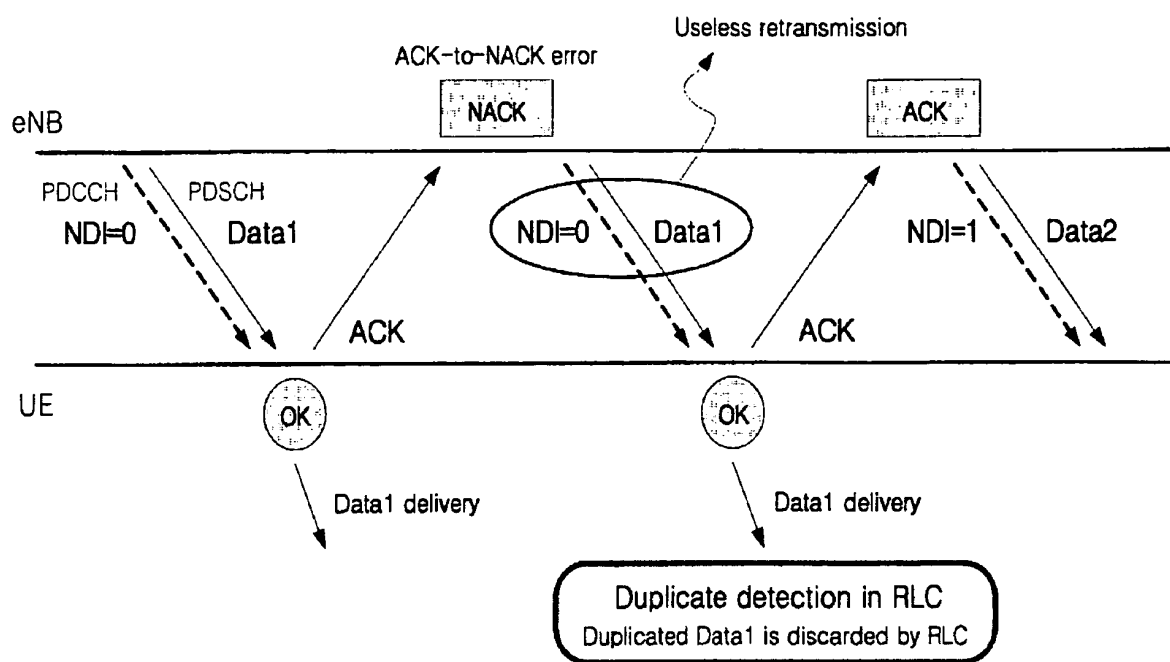 Useless retransmission
ACK-to-NACK error
NACK
ACK
eNB
PDCCH
PDSCH
NDI=0
Data1
NDI=0
Data1
NDI=1
Data2
ACK
ACK
UE
OK
OK
Data1 delivery
Data1 delivery
Duplicate detection in RLC
Duplicated Data1 is discarded by RLC